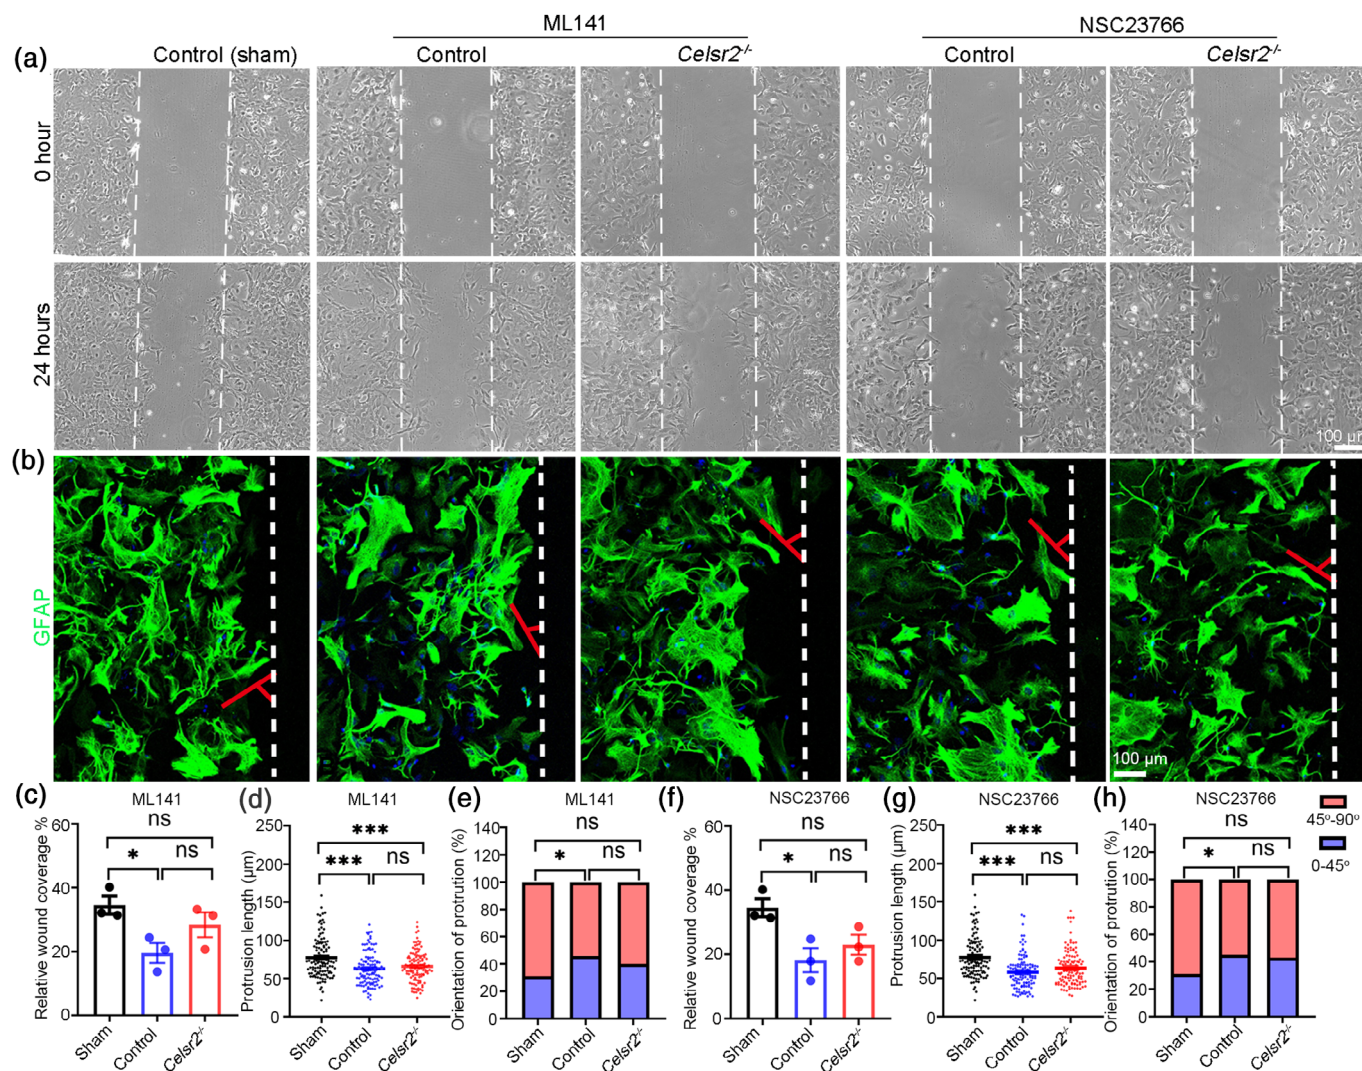 ML141
NSC23766
(a)
Control (sham)
Control
Celsr2-/-
Control
Celsr2-/-
0 hour
24 hours
100 μm
(b)
GFAP
100 μm
(c)
ML141
Relative wound coverage %
60
40
20
0
ns
*
ns
Sham
Control
Celsr2-/-
(d)
ML141
Protrusion length (μm)
250
200
150
100
50
0
***
***
ns
Sham
Control
Celsr2-/-
(e)
ML141
Orientation of protrution (%)
140
120
100
80
60
40
20
0
ns
*
ns
Sham
Control
Celsr2-/-
(f)
NSC23766
Relative wound coverage %
60
40
20
0
ns
*
ns
Sham
Control
Celsr2-/-
(g)
NSC23766
Protrusion length (μm)
250
200
150
100
50
0
***
***
ns
Sham
Control
Celsr2-/-
(h)
NSC23766
Orientation of protrution (%)
140
120
100
80
60
40
20
0
ns
*
ns
Sham
Control
Celsr2-/-
45º-90º
0-45º